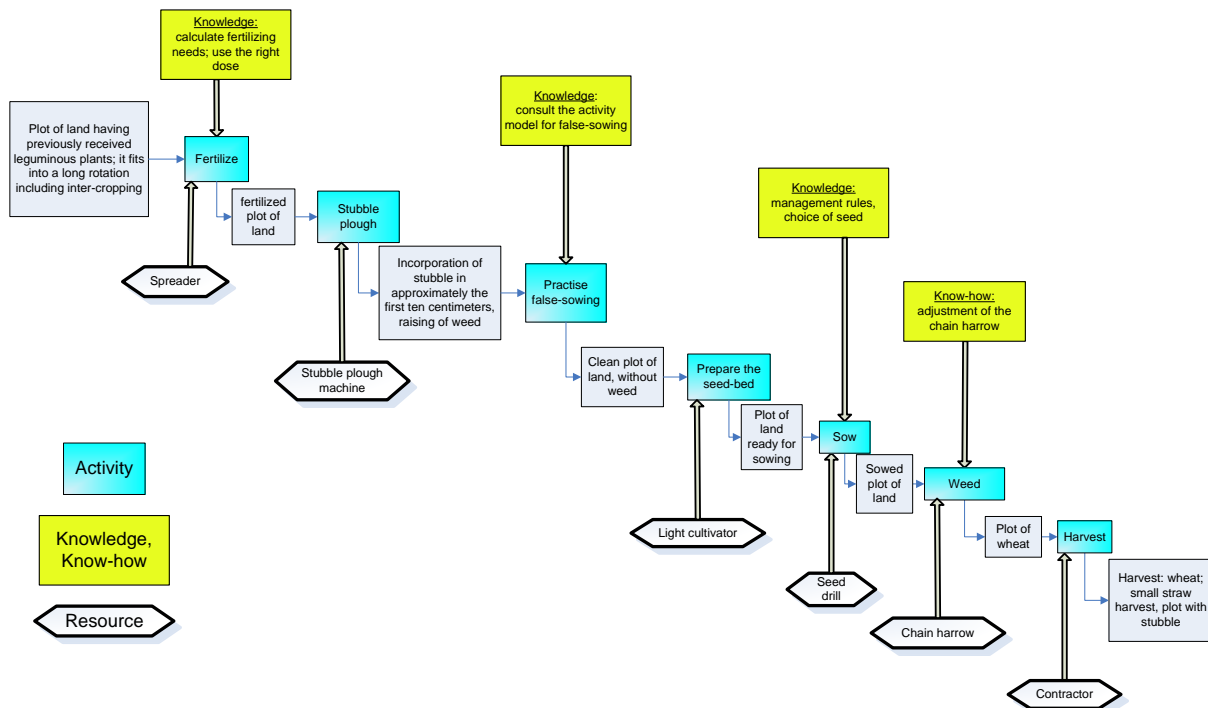 Knowledge:
calculate fertilizing
needs; use the right
dose
Plot of land having
previously received
leguminous plants; it fits
into a long rotation
including inter-cropping
Fertilize
Spreader
fertilized
plot of
land
Stubble
plough
Stubble plough
machine
Incorporation of
stubble in
approximately the
first ten centimeters,
raising of weed
Knowledge:
consult the activity
model for false-sowing
Practise
false-sowing
Clean plot of
land, without
weed
Prepare the
seed-bed
Light cultivator
Plot of
land
ready for
sowing
Knowledge:
management rules,
choice of seed
Sow
Seed
drill
Sowed
plot of
land
Know-how:
adjustment of the
chain harrow
Weed
Chain harrow
Plot of
wheat
Harvest
Contractor
Harvest: wheat;
small straw
harvest, plot with
stubble
Activity
Knowledge,
Know-how
Resource